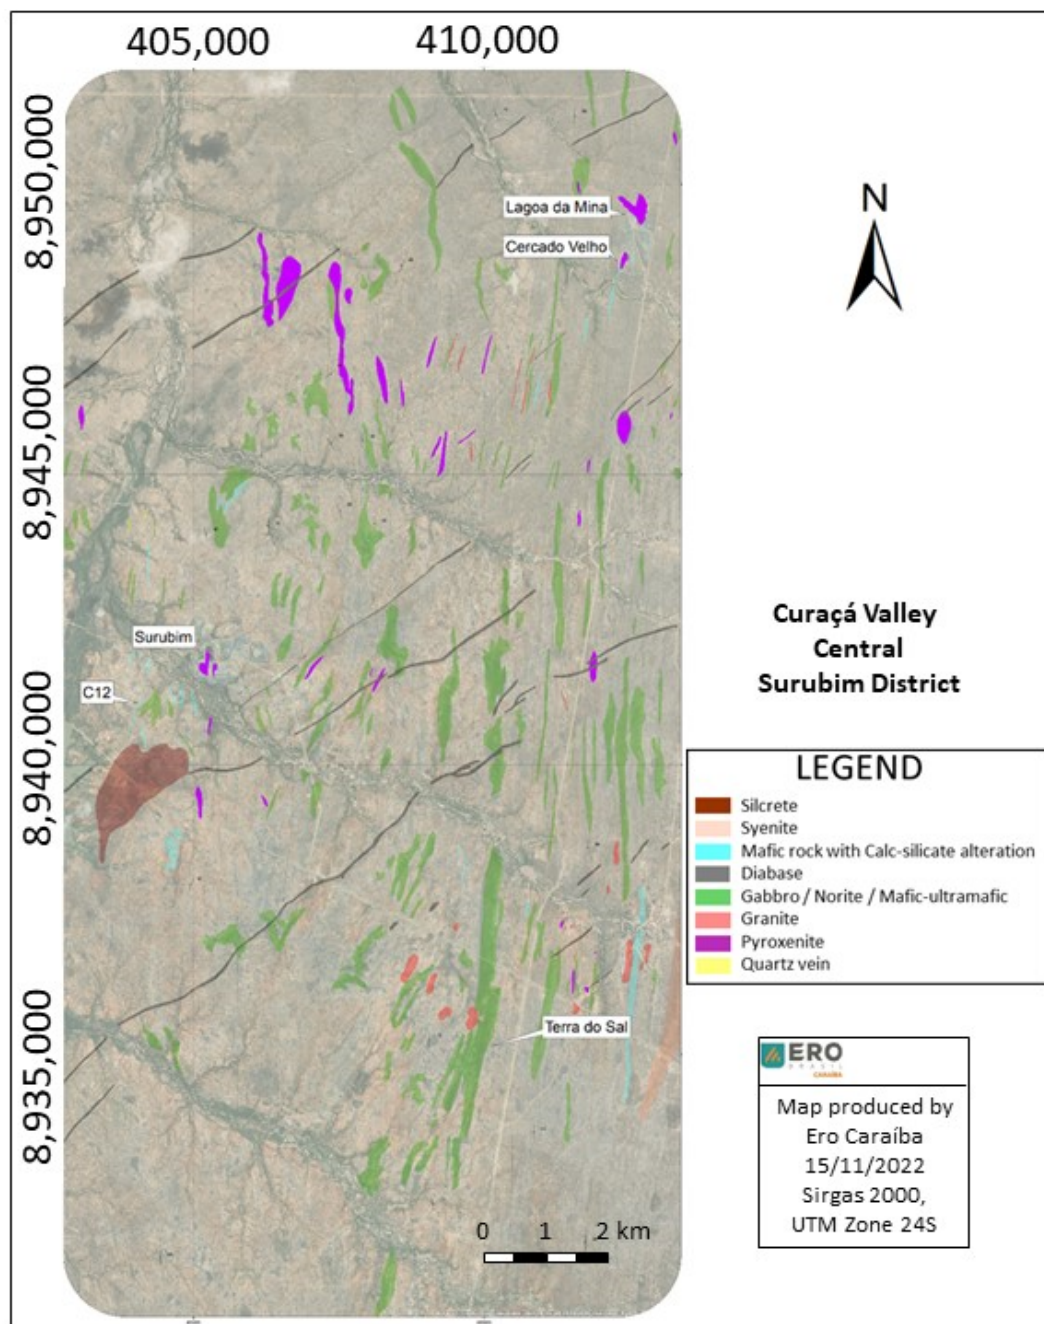 405,000
410,000
8,950,000
8,945,000
8,940,000
8,935,000
Lagoa da Mina
Cercado Velho
Surubim
C12
Terra do Sal
0 1 2 km
N
Curaçá Valley
Central
Surubim District
LEGEND
Silcrete
Syenite
Mafic rock with Calc-silicate alteration
Diabase
Gabbro / Norite / Mafic-ultramafic
Granite
Pyroxenite
Quartz vein
ERO
BRASIL
CARAÍBA
Map produced by
Ero Caraíba
15/11/2022
Sirgas 2000,
UTM Zone 24S